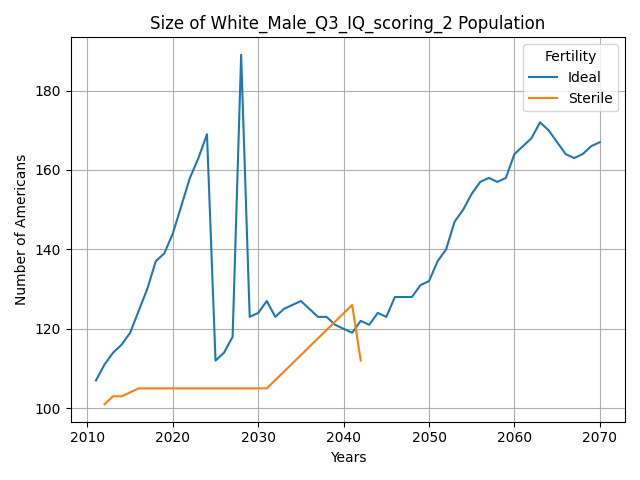 Size of White_Male_Q3_IQ_scoring_2 Population
Fertility
Ideal
Sterile
Number of Americans
180
160
140
120
100
2010 2020 2030 2040 2050 2060 2070
Years